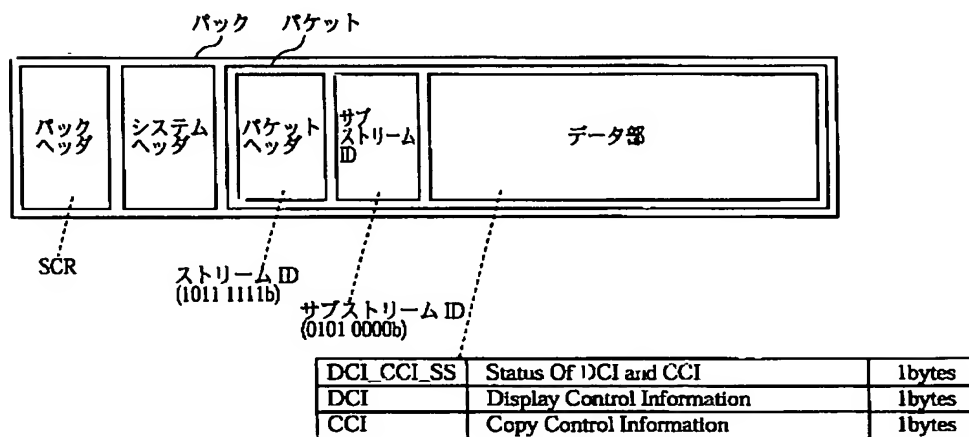 パック
パケット
パック
ヘッダ
システム
ヘッダ
パケット
ヘッダ
サブ
ストリーム
ID
データ部
SCR
ストリーム ID
(1011 1111b)
サブストリーム ID
(0101 0000b)
DCI_CCI_SS Status Of DCI and CCI 1bytes
DCI Display Control Information 1bytes
CCI Copy Control Information 1bytes